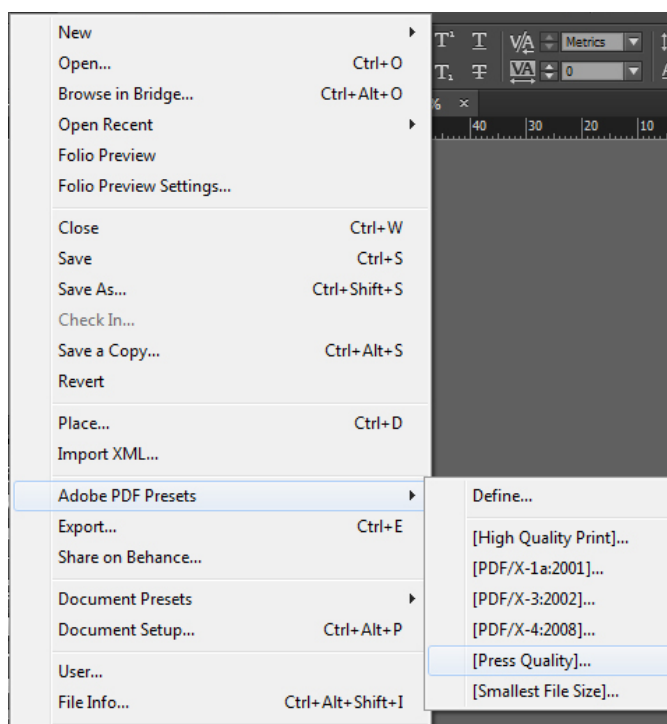 New
Open... Ctrl+O
Browse in Bridge... Ctrl+Alt+O
Open Recent
Folio Preview
Folio Preview Settings...
Close Ctrl+W
Save Ctrl+S
Save As... Ctrl+Shift+S
Check In...
Save a Copy... Ctrl+Alt+S
Revert
Place... Ctrl+D
Import XML...
Adobe PDF Presets
Export... Ctrl+E
Share on Behance...
Document Presets
Document Setup... Ctrl+Alt+P
User...
File Info... Ctrl+Alt+Shift+I
T¹ T V/A Metrics
T₁ T VA 0
% ×
40 30 20 10
Define...
[High Quality Print]...
[PDF/X-1a:2001]...
[PDF/X-3:2002]...
[PDF/X-4:2008]...
[Press Quality]...
[Smallest File Size]...